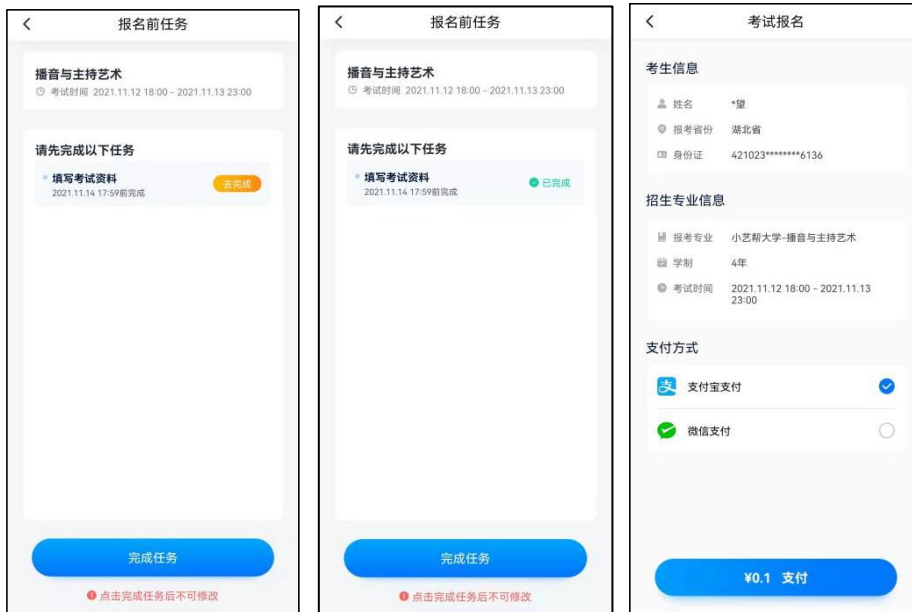 报名前任务
播音与主持艺术
考试时间 2021.11.12 18:00 - 2021.11.13 23:00
请先完成以下任务
填写考试资料
去完成
2021.11.14 17:59前完成
完成任务
点击完成任务后不可修改
报名前任务
播音与主持艺术
考试时间 2021.11.12 18:00 - 2021.11.13 23:00
请先完成以下任务
填写考试资料
已完成
2021.11.14 17:59前完成
完成任务
点击完成任务后不可修改
考试报名
考生信息
姓名 *望
报考省份 湖北省
身份证 421023********6136
招生专业信息
报考专业 小艺帮大学-播音与主持艺术
学制 4年
考试时间 2021.11.12 18:00 - 2021.11.13
23:00
支付方式
支付宝支付
微信支付
¥0.1 支付